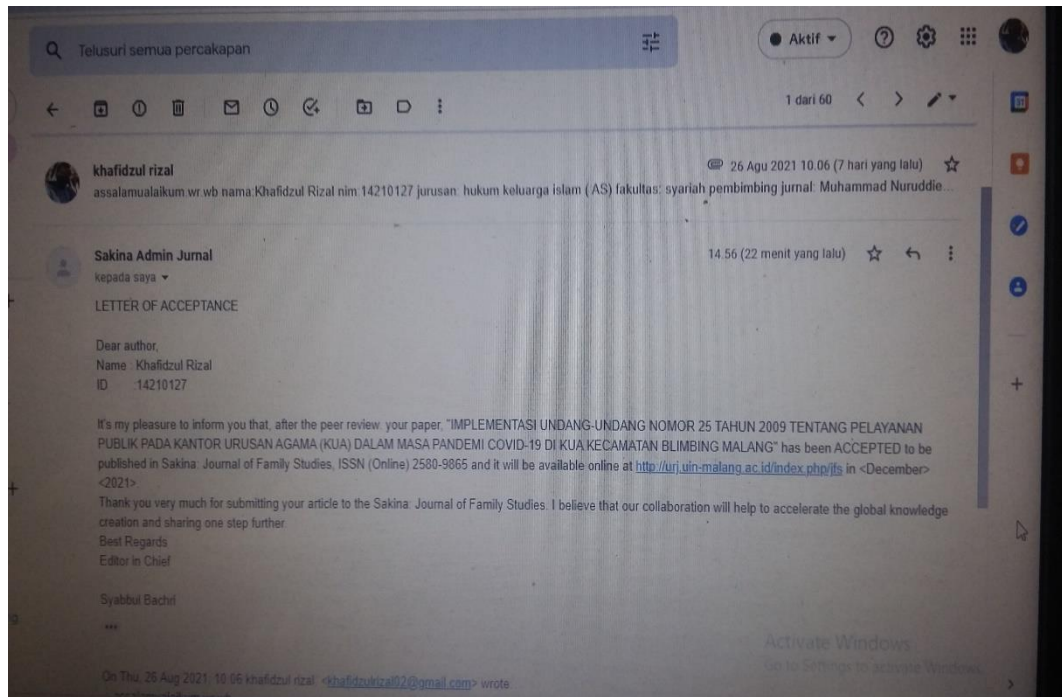 Telusuri semua percakapan
Aktif
1 dari 60
khafidzul rizal
26 Agu 2021 10.06 (7 hari yang lalu)
assalamualaikum.wr.wb nama:Khafidzul Rizal nim:14210127 jurusan: hukum keluarga islam ( AS) fakultas: syariah pembimbing jurnal: Muhammad Nuruddie...
Sakina Admin Jurnal
14.56 (22 menit yang lalu)
kepada saya
LETTER OF ACCEPTANCE
Dear author,
Name : Khafidzul Rizal
ID :14210127
It's my pleasure to inform you that, after the peer review, your paper, "IMPLEMENTASI UNDANG-UNDANG NOMOR 25 TAHUN 2009 TENTANG PELAYANAN
PUBLIK PADA KANTOR URUSAN AGAMA (KUA) DALAM MASA PANDEMI COVID-19 DI KUA KECAMATAN BLIMBING MALANG" has been ACCEPTED to be
published in Sakina: Journal of Family Studies, ISSN (Online) 2580-9865 and it will be available online at http://urj.uin-malang.ac.id/index.php/jfs in <December>
<2021>.
Thank you very much for submitting your article to the Sakina: Journal of Family Studies. I believe that our collaboration will help to accelerate the global knowledge
creation and sharing one step further.
Best Regards
Editor in Chief
Syabbul Bachri
Activate Windows
Go to Settings to activate Windows.
On Thu, 26 Aug 2021, 10:06 khafidzul rizal, <khafidzukizal02@gmail.com> wrote